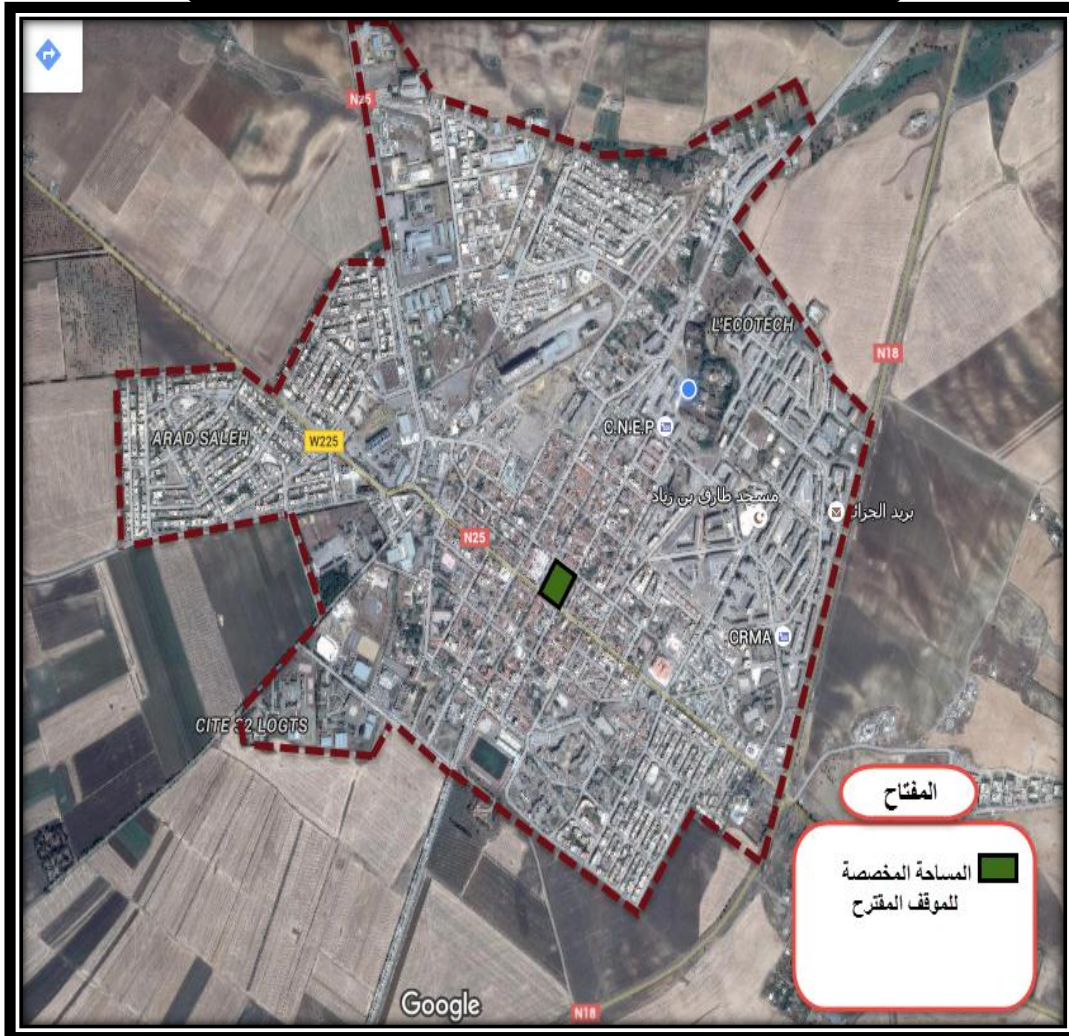 N25
L'ECOTECH
N18
ARAD SALEH
W225
C.N.E.P
مسجد طارق بن زياد
بريد الجزائ
N25
CRMA
CITE 32 LOGTS
المفتاح
المساحة المخصصة
للموقف المقترح
Google
N18